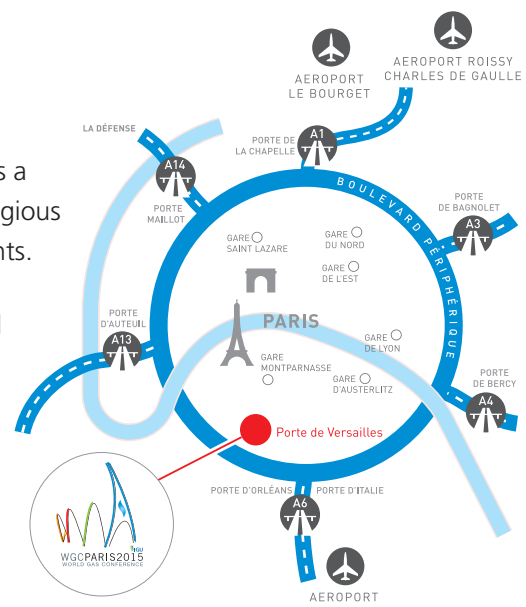 AEROPORT
LE BOURGET
AEROPORT ROISSY
CHARLES DE GAULLE
LA DÉFENSE
PORTE DE
LA CHAPELLE
A1
s a
A14
gious
PORTE
MAILLOT
BOULEVARD PÉRIPHÉRIQUE
PORTE
DE BAGNOLET
A3
nts.
GARE
SAINT LAZARE
GARE
DU NORD
GARE
DE L'EST
PORTE
D'AUTEUIL
A13
PARIS
GARE
DE LYON
GARE
MONTPARNASSE
GARE
D'AUSTERLITZ
PORTE
DE BERCY
A4
Porte de Versailles
PORTE D'ORLÉANS
PORTE D'ITALIE
A6
IGU
WGCPARIS2015
WORLD GAS CONFERENCE
AEROPORT